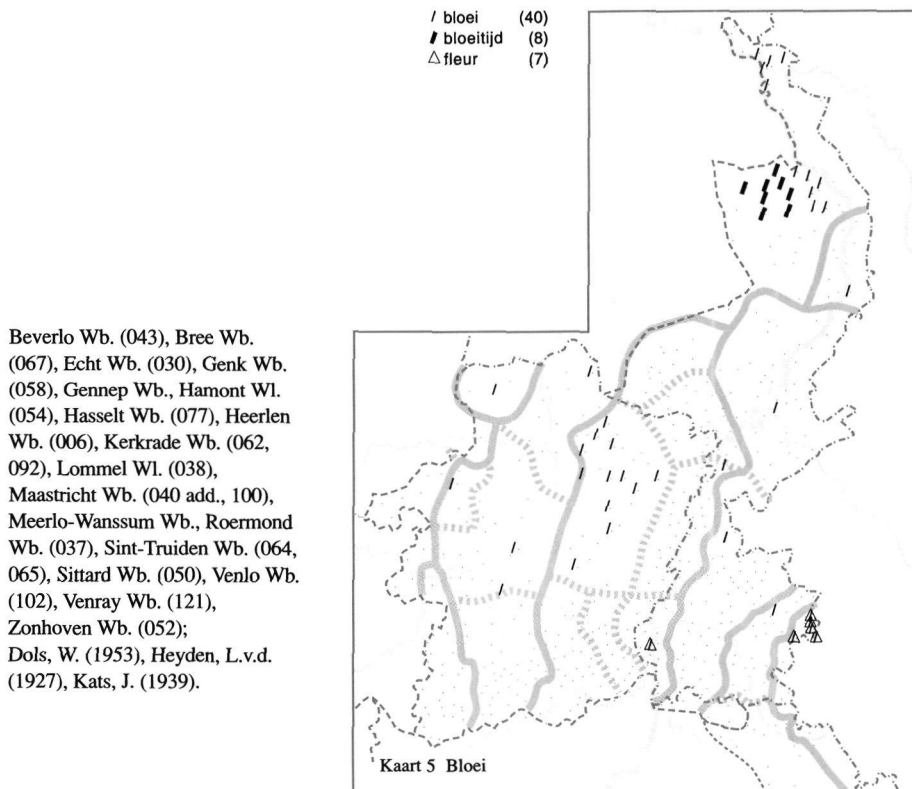 bloei (40)
bloeitijd (8)
fleur (7)
Beverlo Wb. (043), Bree Wb.
(067), Echt Wb. (030), Genk Wb.
(058), Gennep Wb., Hamont Wl.
(054), Hasselt Wb. (077), Heerlen
Wb. (006), Kerkrade Wb. (062,
092), Lommel Wl. (038),
Maastricht Wb. (040 add., 100),
Meerlo-Wanssum Wb., Roermond
Wb. (037), Sint-Truiden Wb. (064,
065), Sittard Wb. (050), Venlo Wb.
(102), Venray Wb. (121),
Zonhoven Wb. (052);
Dols, W. (1953), Heyden, L.v.d.
(1927), Kats, J. (1939).
Kaart 5 Bloei